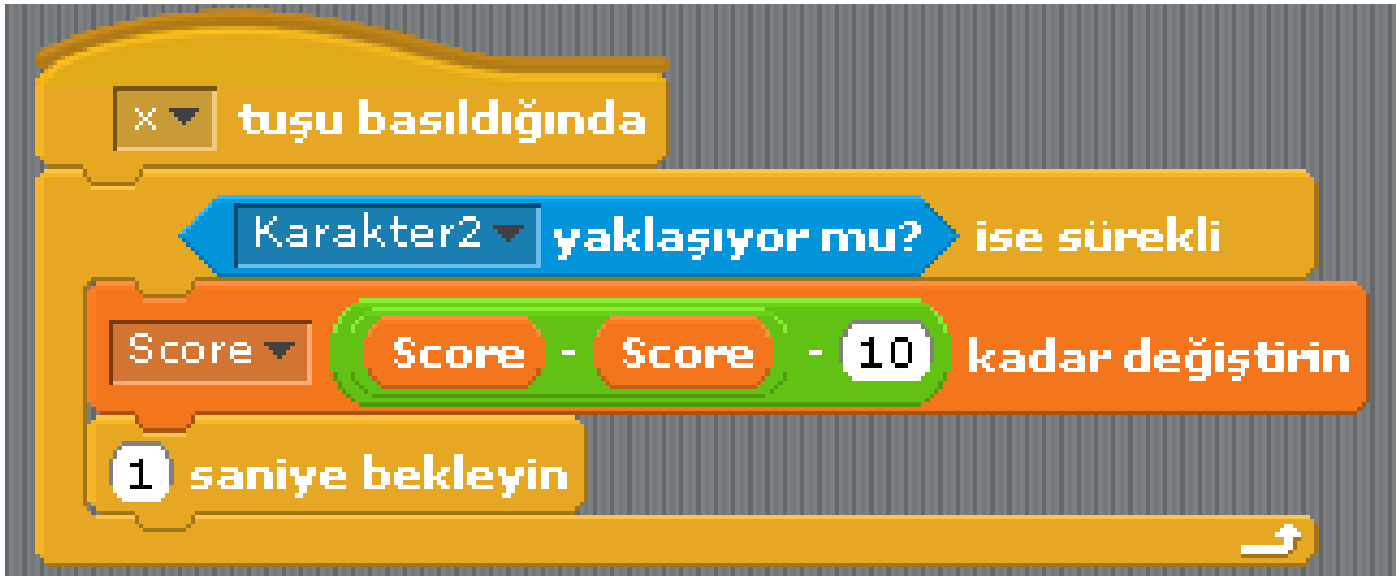 x tuşu basıldığında
Karakter2 yaklaşıyor mu? ise sürekli
Score Score - Score - 10 kadar değiştirin
1 saniye bekleyin